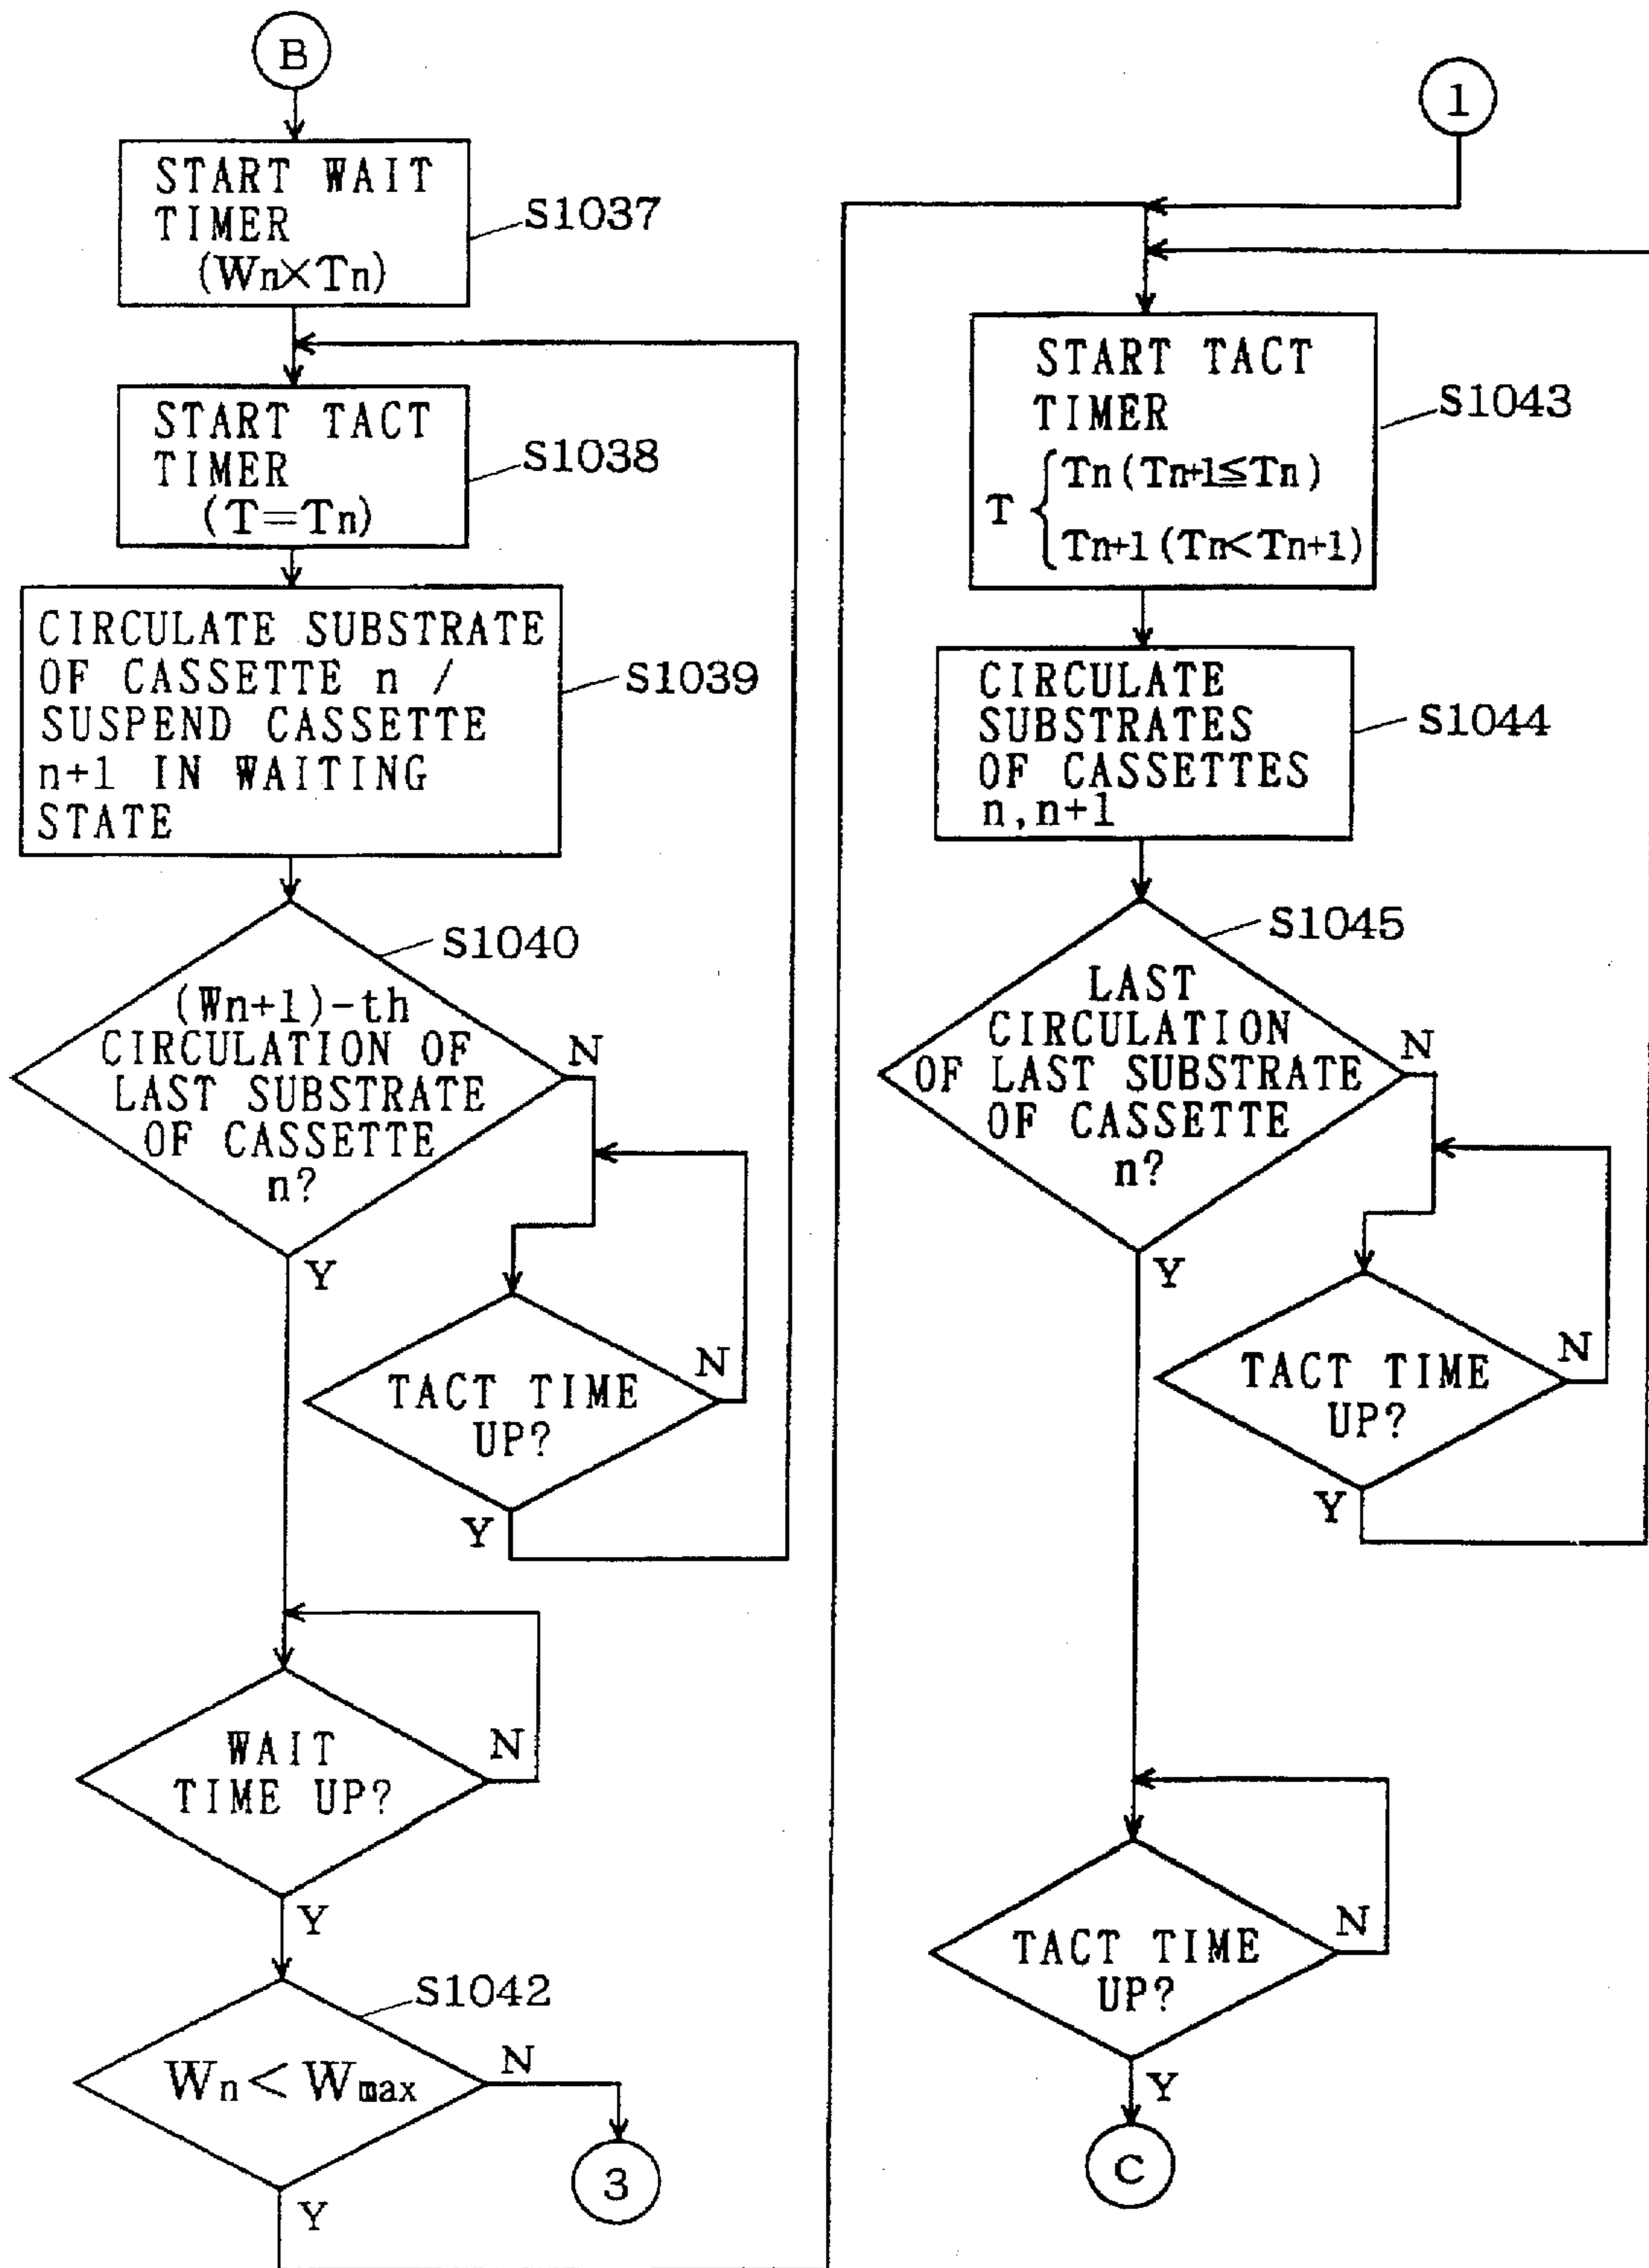 B
START WAIT
TIMER
(Wn×Tn)
S1037
START TACT
TIMER
(T=Tn)
S1038
CIRCULATE SUBSTRATE
OF CASSETTE n /
SUSPEND CASSETTE
n+1 IN WAITING
STATE
S1039
S1040
(Wn+1)-th
CIRCULATION OF
LAST SUBSTRATE
OF CASSETTE
n?
N
Y
TACT TIME
UP?
N
Y
WAIT
TIME UP?
N
Y
S1042
Wn < Wmax
N
3
Y
1
START TACT
TIMER
T { Tn (Tn+1≦Tn)
Tn+1 (Tn<Tn+1)
S1043
CIRCULATE
SUBSTRATES
OF CASSETTES
n,n+1
S1044
S1045
LAST
CIRCULATION
OF LAST SUBSTRATE
OF CASSETTE
n?
N
Y
TACT TIME
UP?
N
Y
TACT TIME
UP?
N
Y
C